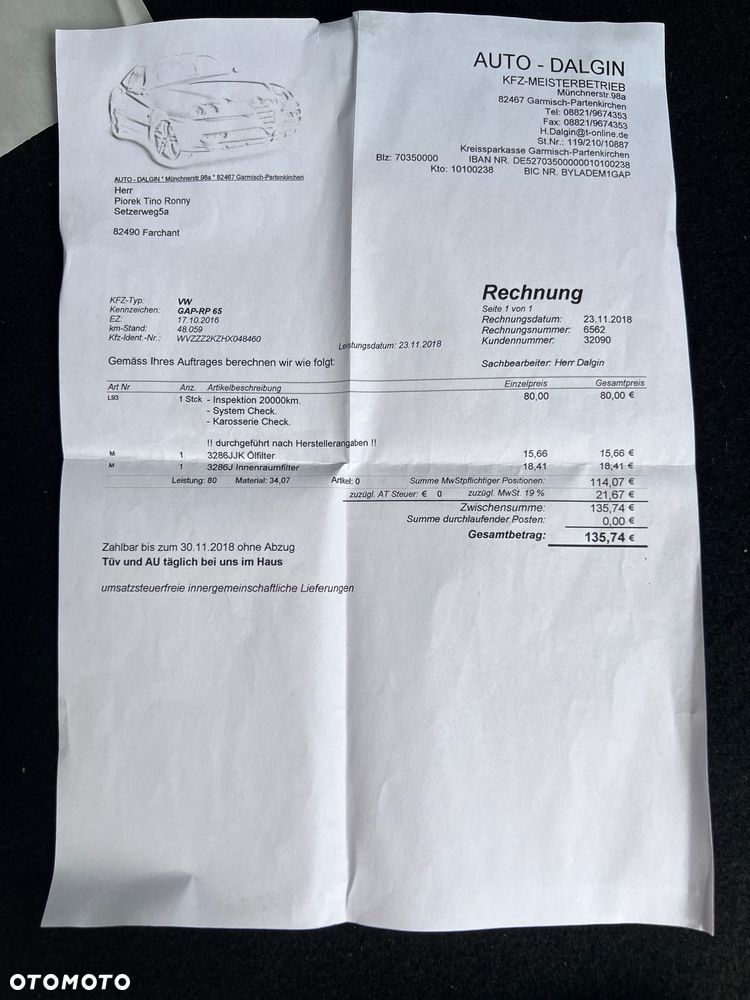 AUTO - DALGIN
KFZ-MEISTERBETRIEB
Münchnerstr.98a
82467 Garmisch-Partenkirchen
Tel: 08821/9674353
Fax: 08821/9674353
H.Dalgin@t-online.de
St.Nr.: 119/210/10887
Kreissparkasse Garmisch-Partenkirchen
Blz: 70350000 IBAN NR. DE52703500000010100238
Kto: 10100238 BIC NR. BYLADEM1GAP
AUTO - DALGIN * Münchnerstr.98a * 82467 Garmisch-Partenkirchen
Herr
Piorek Tino Ronny
Setzerweg5a
82490 Farchant
KFZ-Typ: VW
Kennzeichen: GAP-RP 65
EZ: 17.10.2016
km-Stand: 48.059
Kfz-Ident.-Nr.: WVZZZ2KZHX048460
Leistungsdatum: 23.11.2018
Rechnung
Seite 1 von 1
Rechnungsdatum: 23.11.2018
Rechnungsnummer: 6562
Kundennummer: 32090
Gemäss Ihres Auftrages berechnen wir wie folgt:
Sachbearbeiter: Herr Dalgin
Art Nr Anz. Artikelbeschreibung Einzelpreis Gesamtpreis
L93 1 Stck - Inspektion 20000km. 80,00 80,00 €
- System Check.
- Karosserie Check.
!! durchgeführt nach Herstellerangaben !!
M 1 3286JJK Ölfilter 15,66 15,66 €
M 1 3286J Innenraumfilter 18,41 18,41 €
Leistung: 80 Material: 34,07 Artikel: 0 Summe MwStpflichtiger Positionen: 114,07 €
zuzügl. AT Steuer: € 0 zuzügl. MwSt. 19 % 21,67 €
Zwischensumme: 135,74 €
Summe durchlaufender Posten: 0,00 €
Gesamtbetrag: 135,74 €
Zahlbar bis zum 30.11.2018 ohne Abzug
Tüv und AU täglich bei uns im Haus
umsatzsteuerfreie innergemeinschaftliche Lieferungen
OTOMOTO